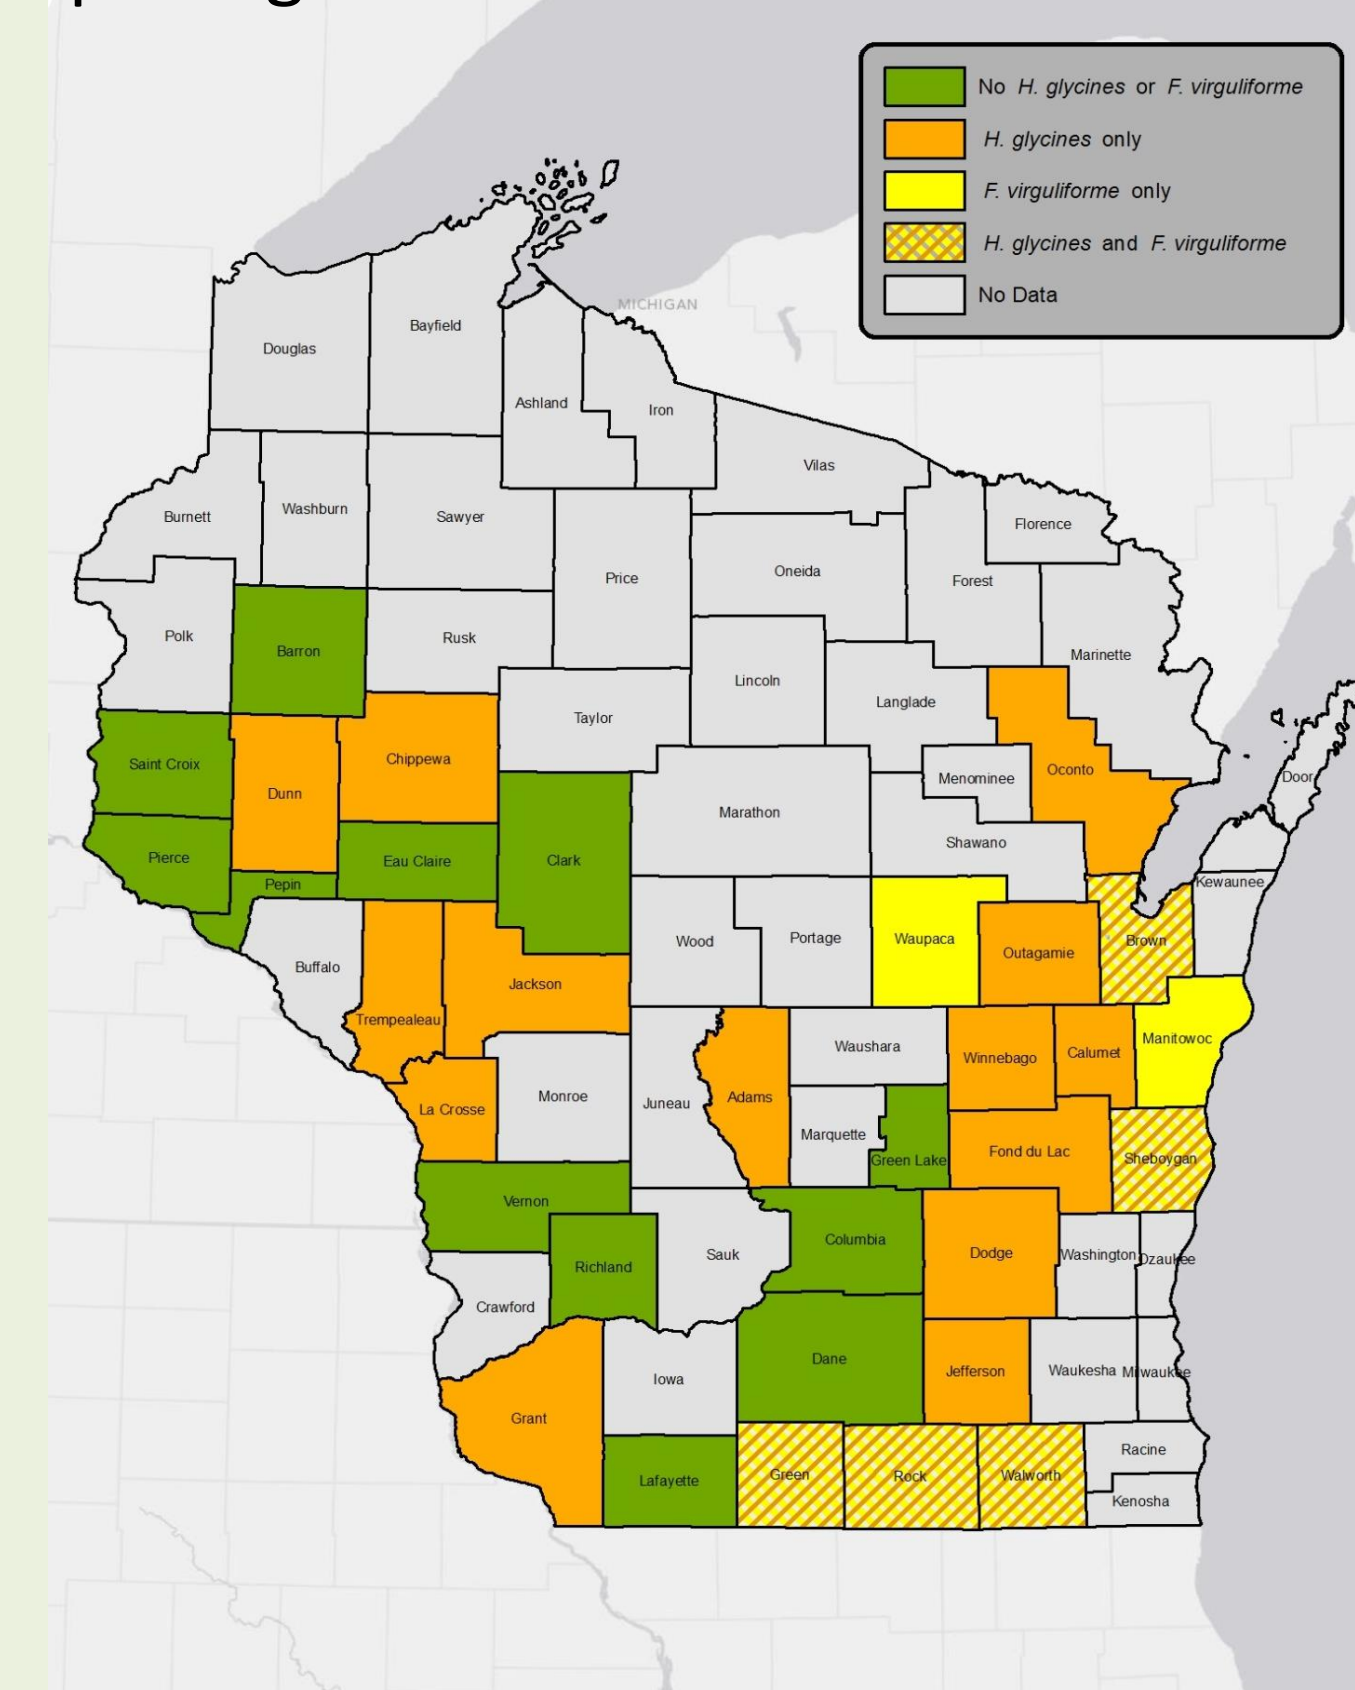 No H. glycines or F. virguliforme
H. glycines only
F. virguliforme only
H. glycines and F. virguliforme
No Data
MICHIGAN
Bayfield
Douglas
Ashland
Iron
Vilas
Burnett
Washburn
Sawyer
Florence
Price
Oneida
Forest
Polk
Barron
Rusk
Marinette
Lincoln
Langlade
Taylor
Saint Croix
Chippewa
Dunn
Oconto
Menominee
Door
Marathon
Shawano
Pierce
Eau Claire
Clark
Pepin
Kewaunee
Wood
Portage
Waupaca
Outagamie
Brown
Buffalo
Jackson
Trempealeau
Waushara
Winnebago
Calumet
Manitowoc
La Crosse
Monroe
Juneau
Adams
Marquette
Green Lake
Fond du Lac
Sheboygan
Vernon
Richland
Sauk
Columbia
Dodge
Washington
Ozaukee
Crawford
Dane
Iowa
Jefferson
Waukesha
Milwaukee
Grant
Lafayette
Green
Rock
Walworth
Racine
Kenosha